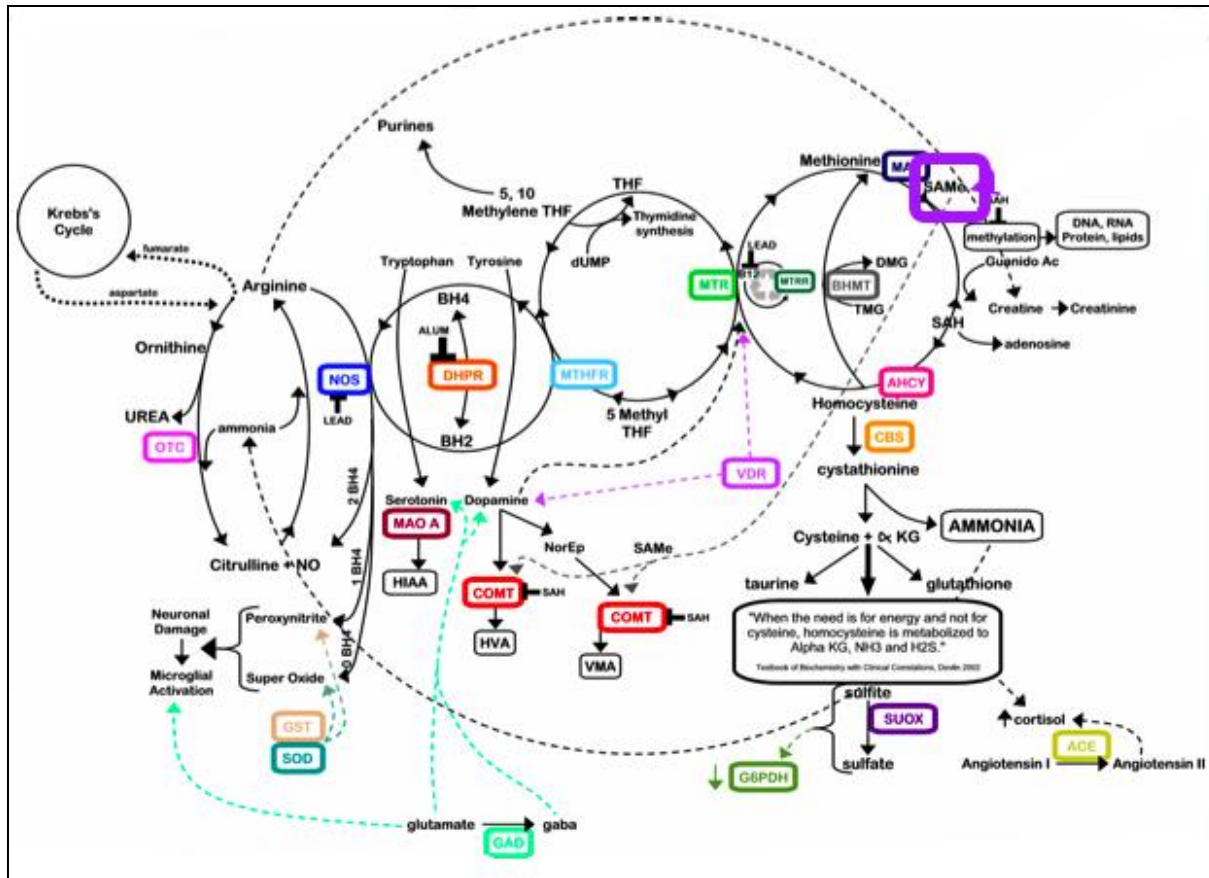 Purines
Methionine
MA
SAMe
Krebs's
Cycle
THF
5, 10
Methylene THF
Thymidine
synthesis
dUMP
methylation
DNA, RNA
Protein, lipids
fumarate
aspartate
Arginine
Tryptophan
Tyrosine
LEAD
B12
MTR
MTRR
BHMT
DMG
TMG
Guanido Ac
Creatine
Creatinine
BH4
ALUM
DHPR
MTHFR
SAH
adenosine
Ornithine
NOS
LEAD
UREA
OTC
ammonia
BH2
5 Methyl
THF
AHCY
Homocysteine
CBS
cystathionine
VDR
2 BH4
Serotonin
Dopamine
MAO A
HIAA
NorEp
SAMe
AMMONIA
Cysteine + α KG
taurine
glutathione
Citrulline + NO
1 BH4
COMT
SAH
COMT
SAH
HVA
VMA
Neuronal
Damage
Peroxynitrite
0 BH4
Microglial
Activation
Super Oxide
"When the need is for energy and not for
cysteine, homocysteine is metabolized to
Alpha KG, NH3 and H2S."
Textbook of Biochemistry with Clinical Correlations, Devlin 2002
GST
SOD
sulfite
SUOX
sulfate
G6PDH
cortisol
ACE
Angiotensin I
Angiotensin II
glutamate
gaba
GAD